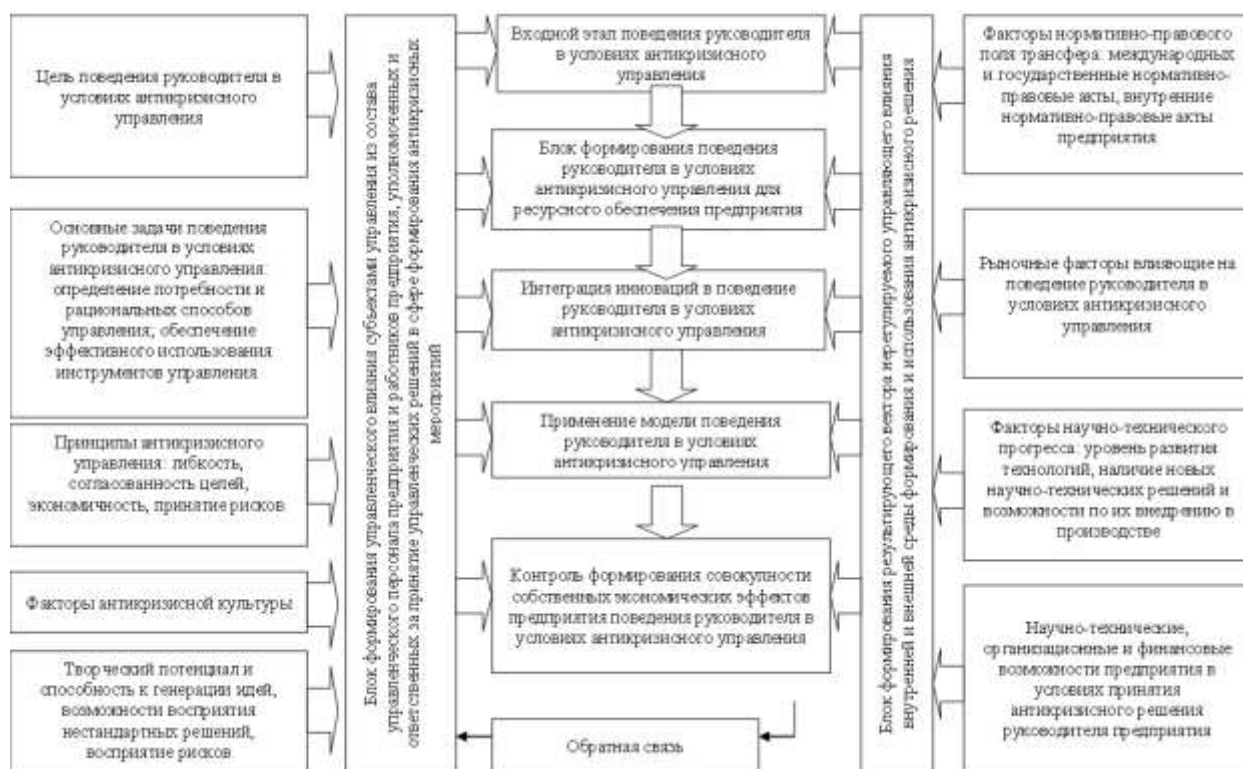 Цель поведения руководителя в
условиях антикризисного
управления
Основные задачи поведения
руководителя в условиях
антикризисного управления:
определение потребности и
рациональных способов
управления, обеспечение
эффективного использования
инструментов управления
Принципы антикризисного
управления: либкость,
согласованность целей,
экономичность, принятие рисков
Факторы антикризисной культуры
Творческий потенциал и
способность к генерации идей,
возможности восприятия
нестандартных решений,
восприятие рисков
Блок формирования управленческого влияния субъектами управления из состава
управленческого персонала предприятия и работников предприятия, уполномоченных и
ответственных за принятие управленческих решений в сфере формирования антикризисных
мероприятий
Входной этап поведения руководителя
в условиях антикризисного
управления
Блок формирования поведения
руководителя в условиях
антикризисного управления для
ресурсного обеспечения предприятия
Интеграция инноваций в поведение
руководителя в условиях
антикризисного управления
Применение модели поведения
руководителя в условиях
антикризисного управления
Контроль формирования совокупности
собственных экономических эффектов
предприятия поведения руководителя в
условиях антикризисного управления
Обратная связь
Блок формирования результирующего вектора нерегулируемого управляющего влияния
внутренней и внешней среды формирования и использования антикризисного решения
Факторы нормативно-правового
поля трансфера: международных
и государственные нормативно-
правовые акты, внутренние
нормативно-правовые акты
предприятия
Рыночные факторы влияющие на
поведение руководителя в
условиях антикризисного
управления
Факторы научно-технического
прогресса: уровень развития
технологий, наличие новых
научно-технических решений и
возможности по их внедрению в
производстве
Научно-технические,
организационные и финансовые
возможности предприятия в
условиях принятия
антикризисного решения
руководителя предприятия